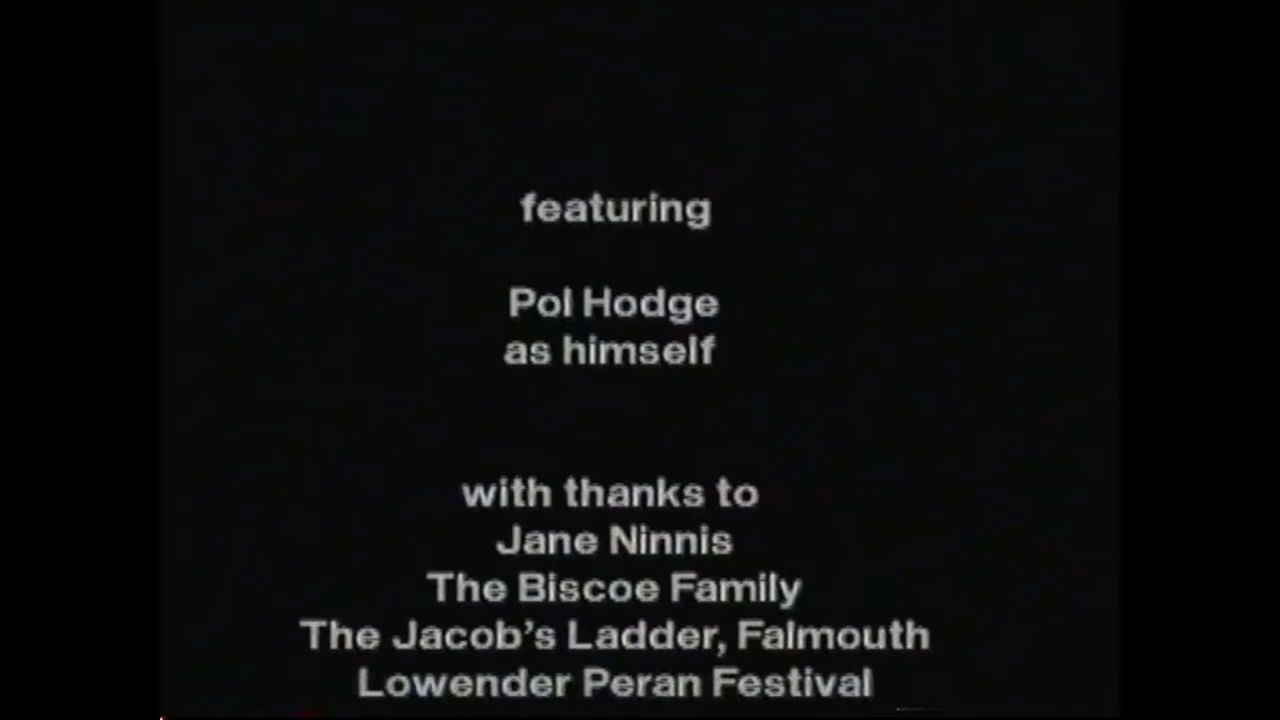 featuring
Pol Hodge
as himself
with thanks to
Jane Ninnis
The Biscoe Family
The Jacob's Ladder, Falmouth
Lowender Peran Festival